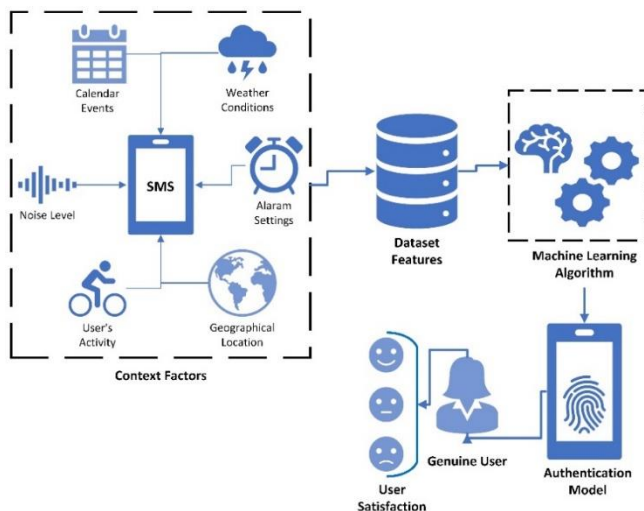 Calendar
Events
Weather
Conditions
SMS
Noise Level
Alaram
Settings
User's
Activity
Geographical
Location
Context Factors
Dataset
Features
Machine Learning
Algorithm
Authentication
Model
Genuine User
User
Satisfaction